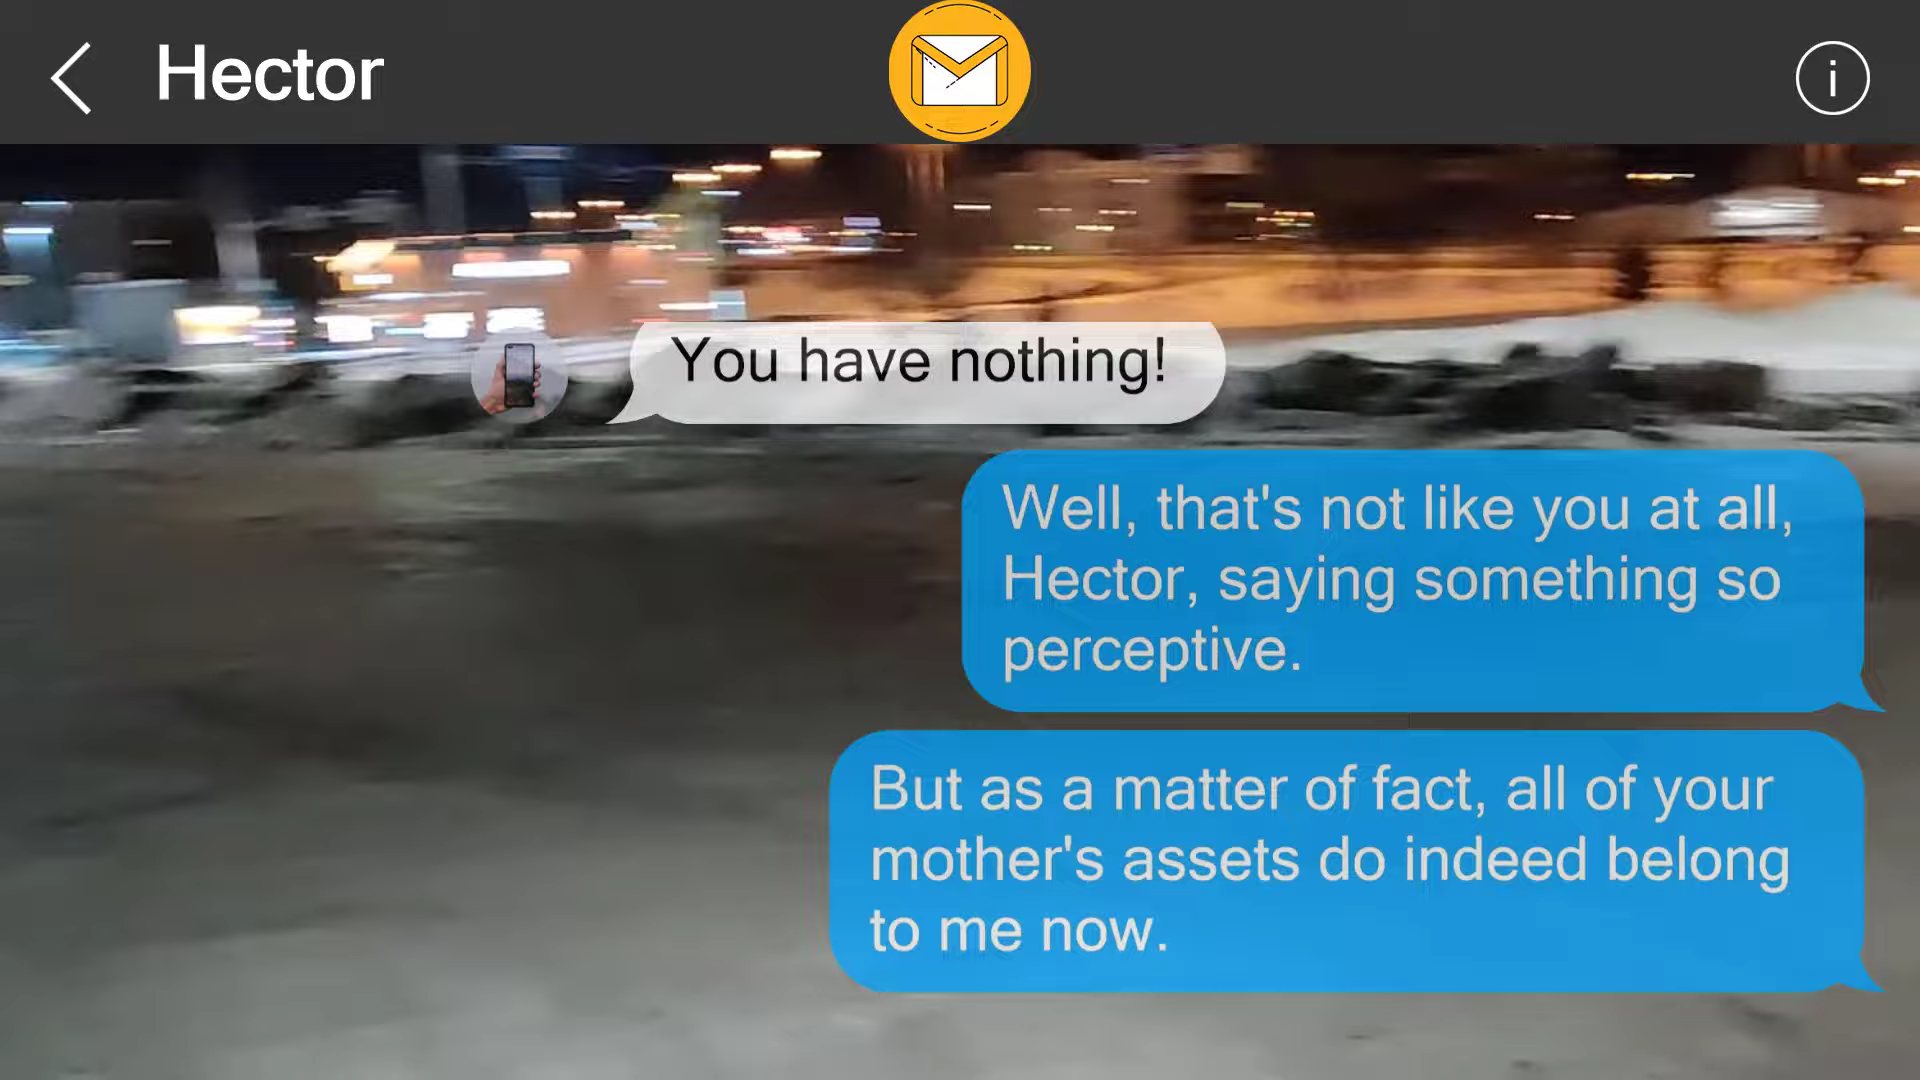 Hector
You have nothing!
Well, that's not like you at all,
Hector, saying something so
perceptive.
But as a matter of fact, all of your
mother's assets do indeed belong
to me now.